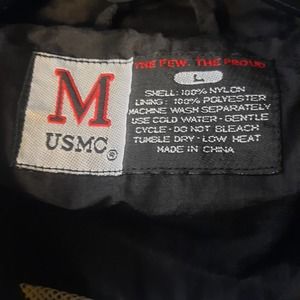 M
USMC®
THE FEW. THE PROUD
L
SHELL: 100% NYLON
LINING: 100% POLYESTER
MACHINE WASH SEPARATELY
USE COLD WATER - GENTLE
CYCLE - DO NOT BLEACH
TUMBLE DRY - LOW HEAT
MADE IN CHINA